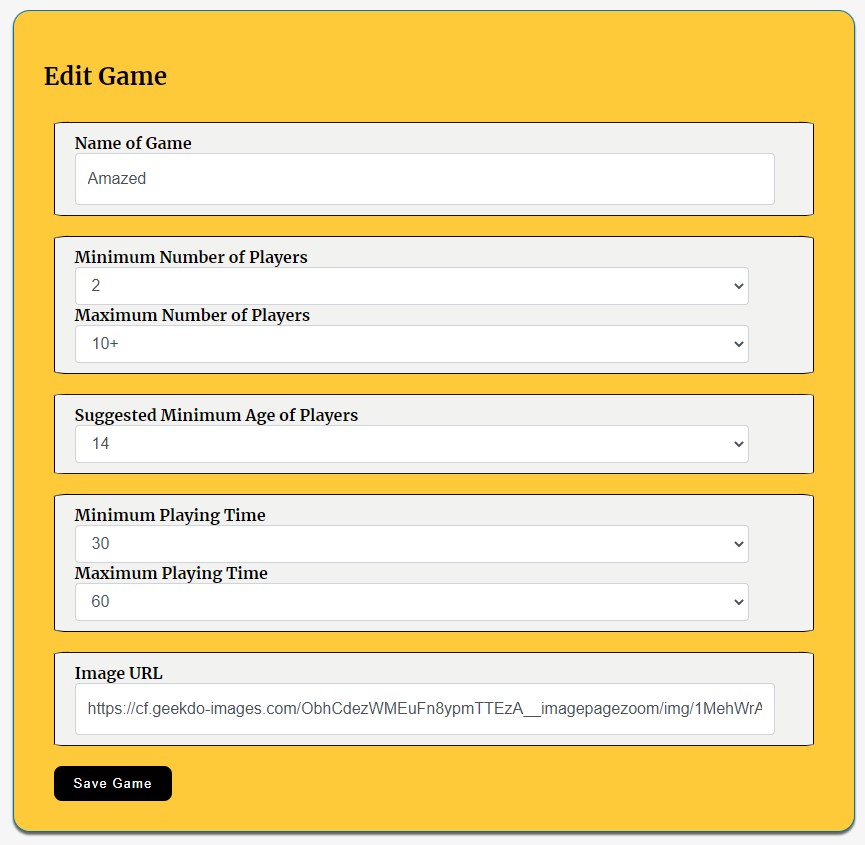 Edit Game
Name of Game
Amazed
Minimum Number of Players
2
Maximum Number of Players
10+
Suggested Minimum Age of Players
14
Minimum Playing Time
30
Maximum Playing Time
60
Image URL
https://cf.geekdo-images.com/ObhCdezWMEuFn8ypmTTEzA__imagepagezoom/img/1MehWrA
Save Game